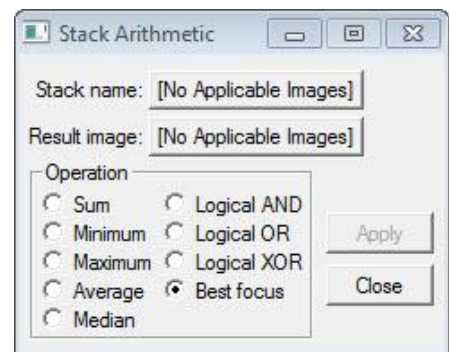 Stack Arithmetic
Stack name: [No Applicable Images]
Result image: [No Applicable Images]
Operation
Sum Logical AND
Minimum Logical OR Apply
Maximum Logical XOR
Average Best focus Close
Median